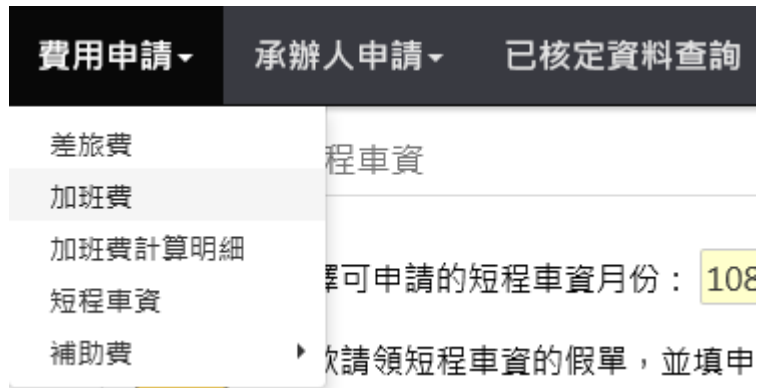 費用申請 承辦人申請 已核定資料查詢
差旅費
程車資
加班費
加班費計算明細
擇可申請的短程車資月份： 108
短程車資
補助費
欲請領短程車資的假單，並填申